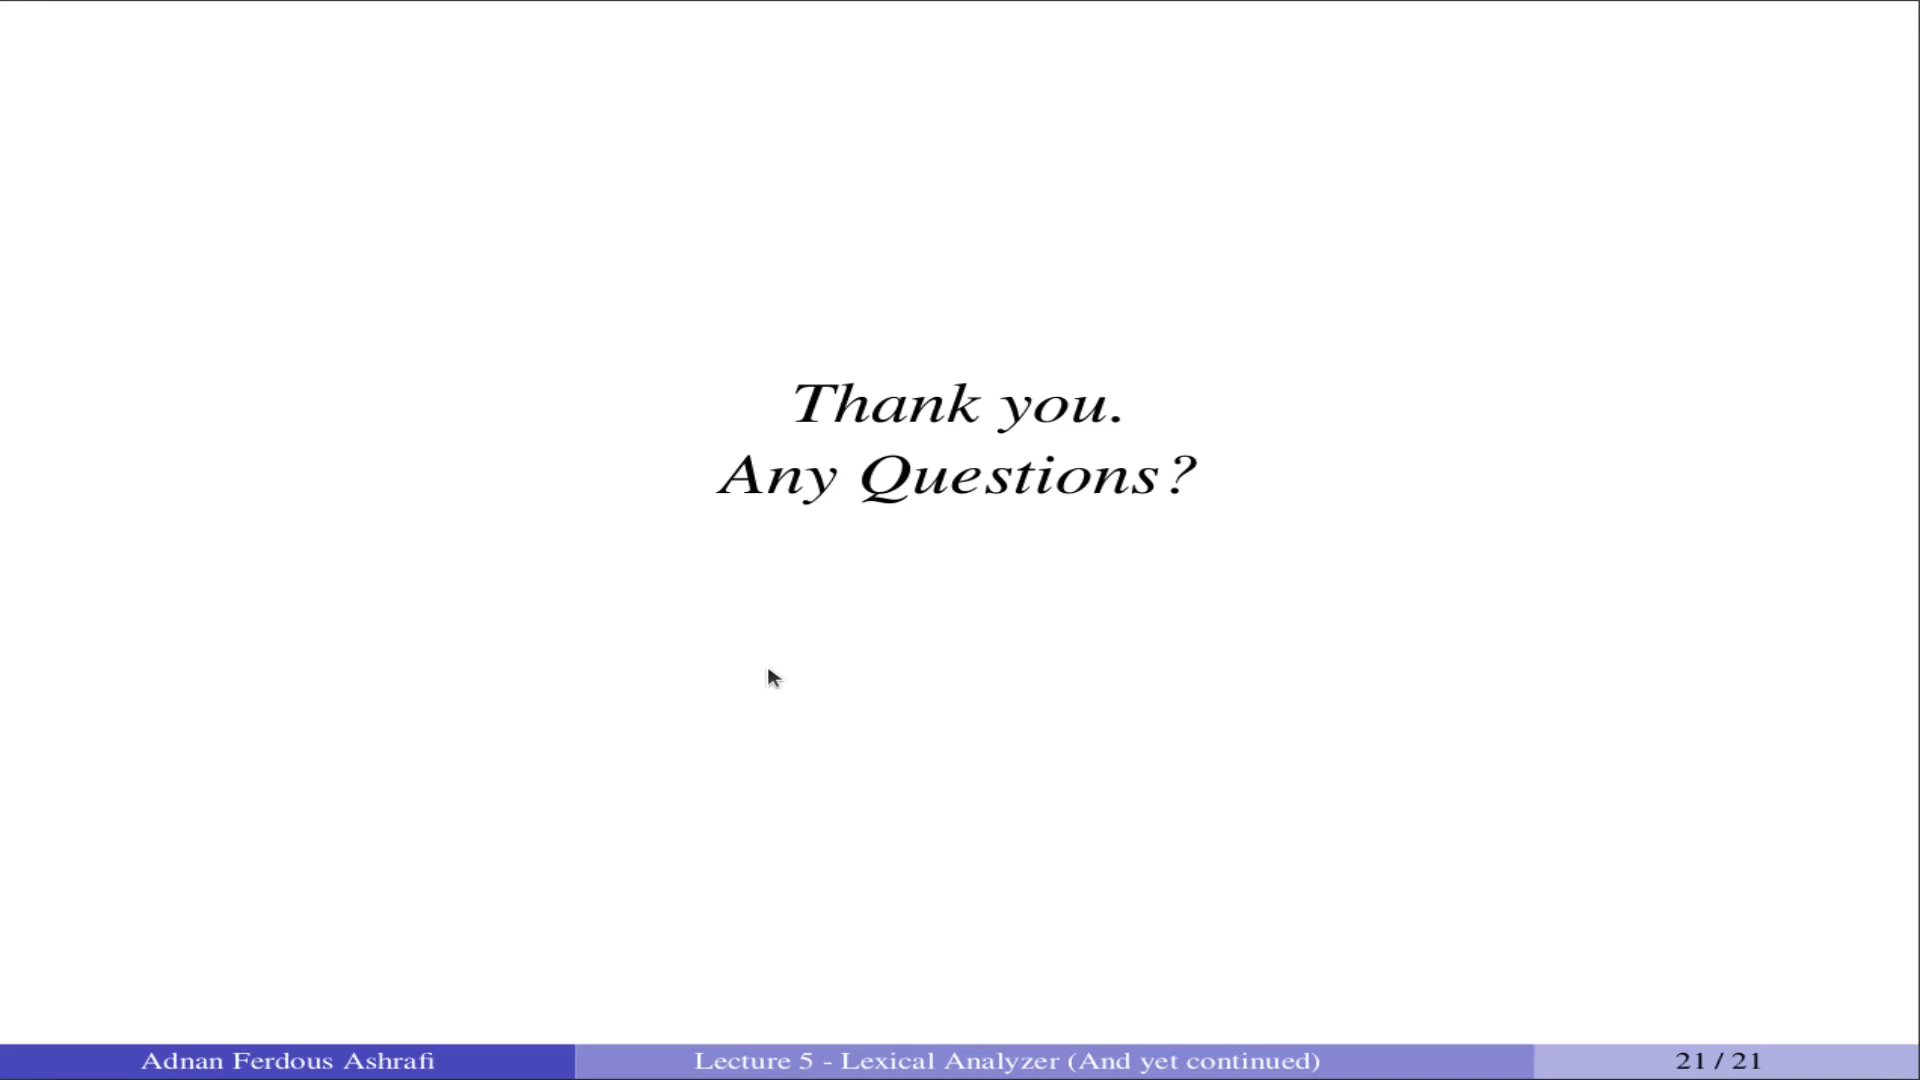 Thank you.
Any Questions?
Adnan Ferdous Ashrafi
Lecture 5 - Lexical Analyzer (And yet continued)
21 / 21